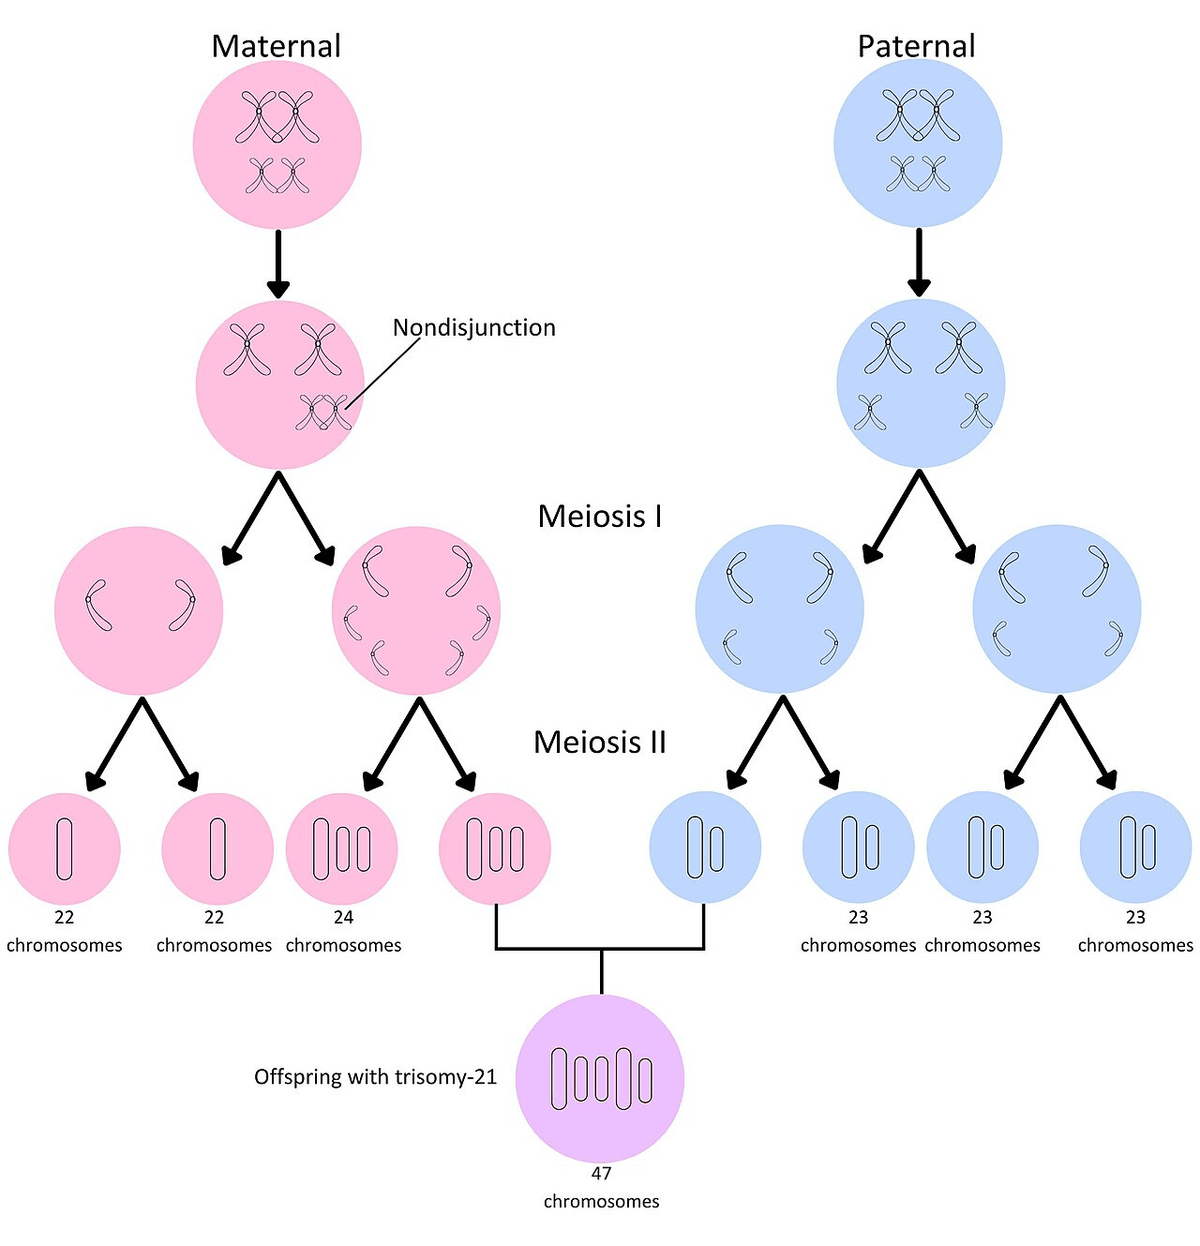 Maternal
Paternal
Nondisjunction
Meiosis I
Meiosis II
22
chromosomes
22
chromosomes
24
chromosomes
23
chromosomes
23
chromosomes
23
chromosomes
Offspring with trisomy-21
47
chromosomes